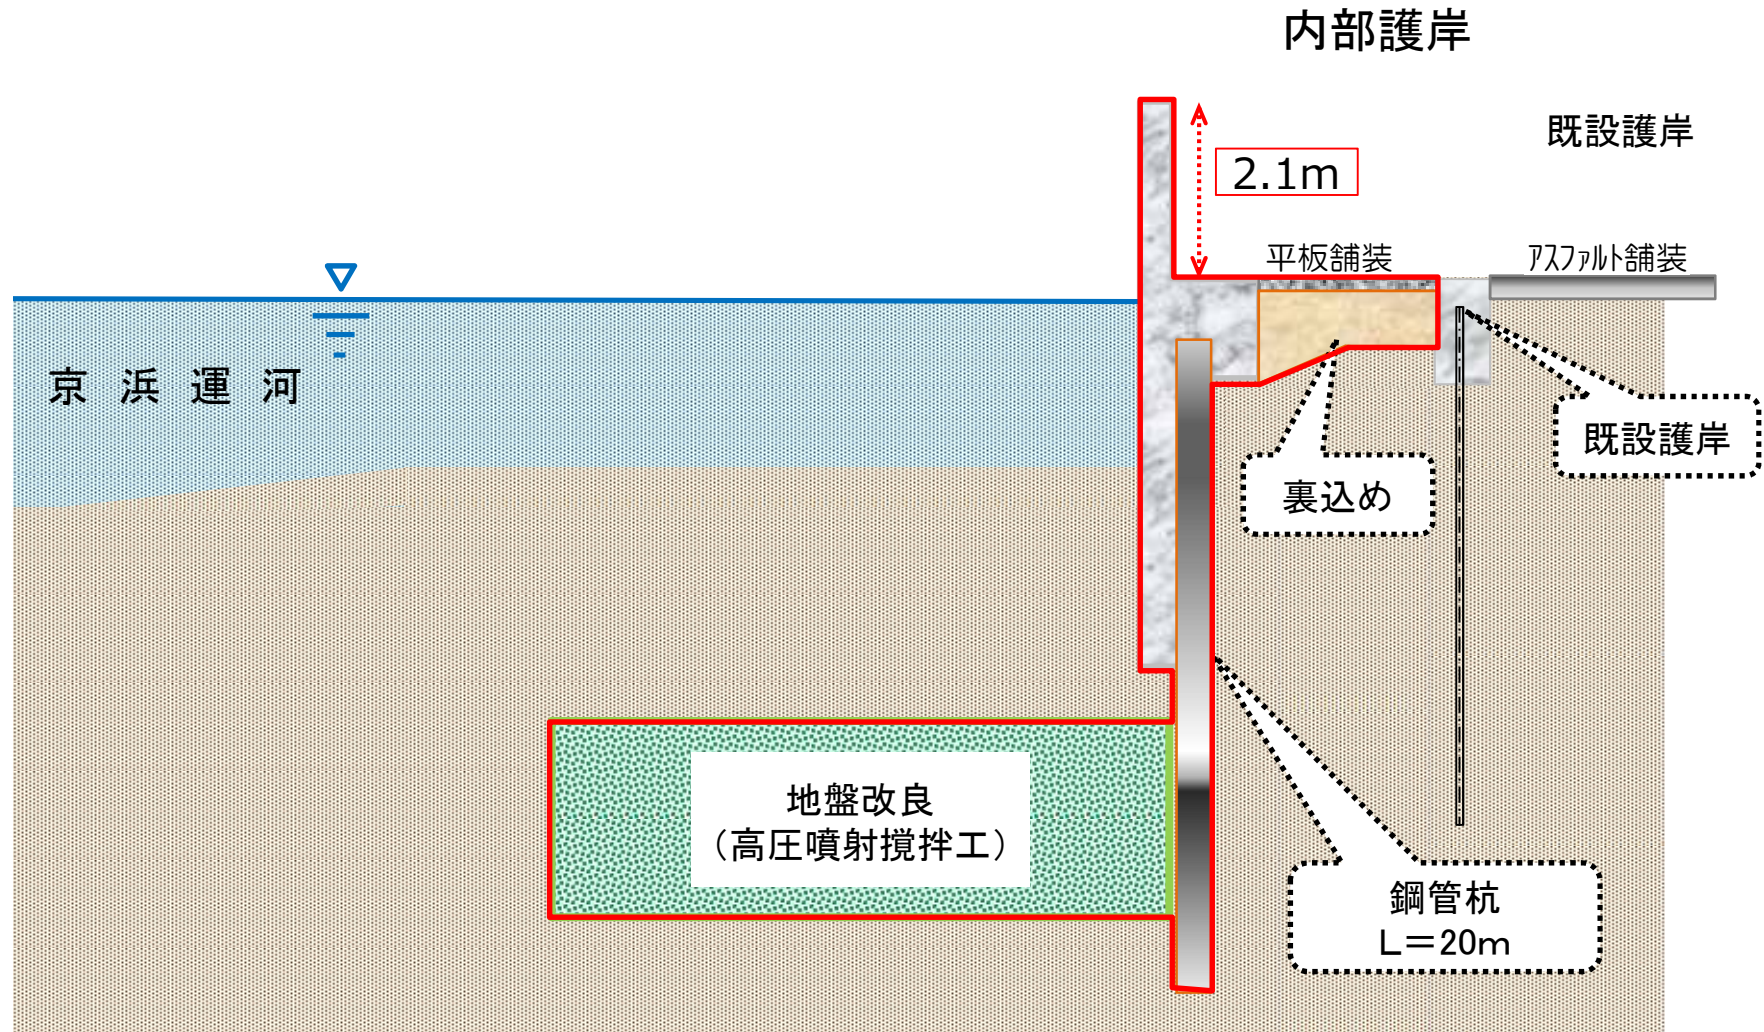 内部護岸
既設護岸
2.1m
平板舗装
ｱｽﾌｧﾙﾄ舗装
京浜運河
既設護岸
裏込め
地盤改良
（高圧噴射撹拌工）
鋼管杭
L＝20m